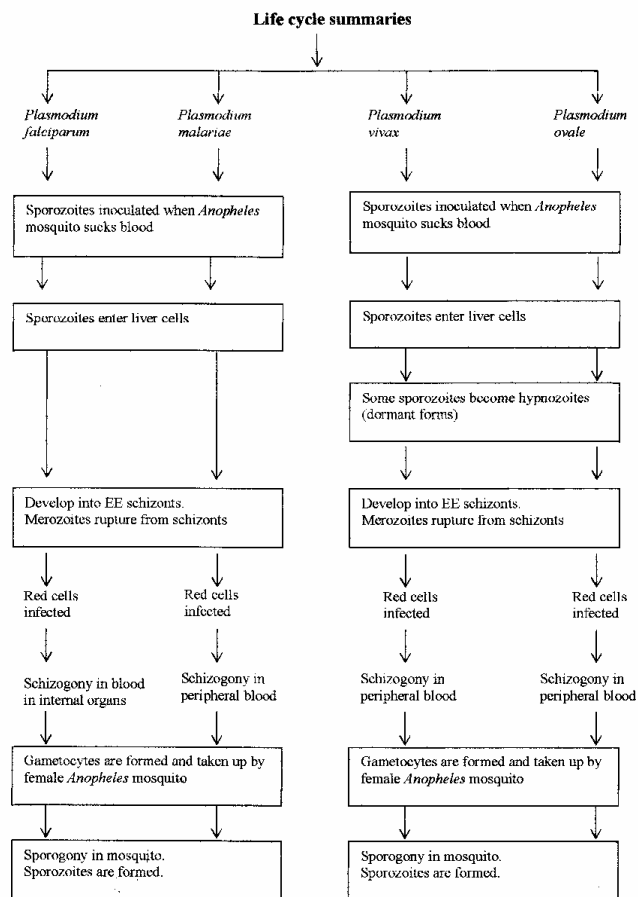 Life cycle summaries
Plasmodium
falciparum
Plasmodium
malariae
Plasmodium
vivax
Plasmodium
ovale
Sporozoites inoculated when Anopheles
mosquito sucks blood
Sporozoites inoculated when Anopheles
mosquito sucks blood
Sporozoites enter liver cells
Sporozoites enter liver cells
Some sporozoites become hypnozoites
(dormant forms)
Develop into EE schizonts.
Merozoites rupture from schizonts
Develop into EE schizonts.
Merozoites rupture from schizonts
Red cells
infected
Red cells
infected
Red cells
infected
Red cells
infected
Schizogony in blood
in internal organs
Schizogony in
peripheral blood
Schizogony in
peripheral blood
Schizogony in
peripheral blood
Gametocytes are formed and taken up by
female Anopheles mosquito
Gametocytes are formed and taken up by
female Anopheles mosquito
Sporogony in mosquito.
Sporozoites are formed.
Sporogony in mosquito.
Sporozoites are formed.